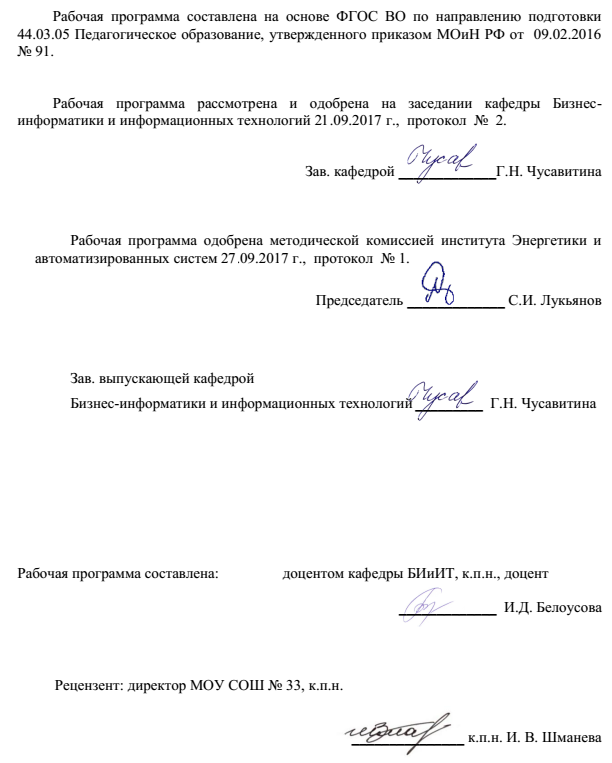 Рабочая программа составлена на основе ФГОС ВО по направлению подготовки
44.03.05 Педагогическое образование, утвержденного приказом МОиН РФ от 09.02.2016
№ 91.
Рабочая программа рассмотрена и одобрена на заседании кафедры Бизнес-
информатики и информационных технологий 21.09.2017 г., протокол № 2.
Зав. кафедрой ____________Г.Н. Чусавитина
Рабочая программа одобрена методической комиссией института Энергетики и
автоматизированных систем 27.09.2017 г., протокол № 1.
Председатель ____________ С.И. Лукьянов
Зав. выпускающей кафедрой
Бизнес-информатики и информационных технологий_________ Г.Н. Чусавитина
Рабочая программа составлена: доцентом кафедры БИиИТ, к.п.н., доцент
____________ И.Д. Белоусова
Рецензент: директор МОУ СОШ № 33, к.п.н.
______________ к.п.н. И. В. Шманева